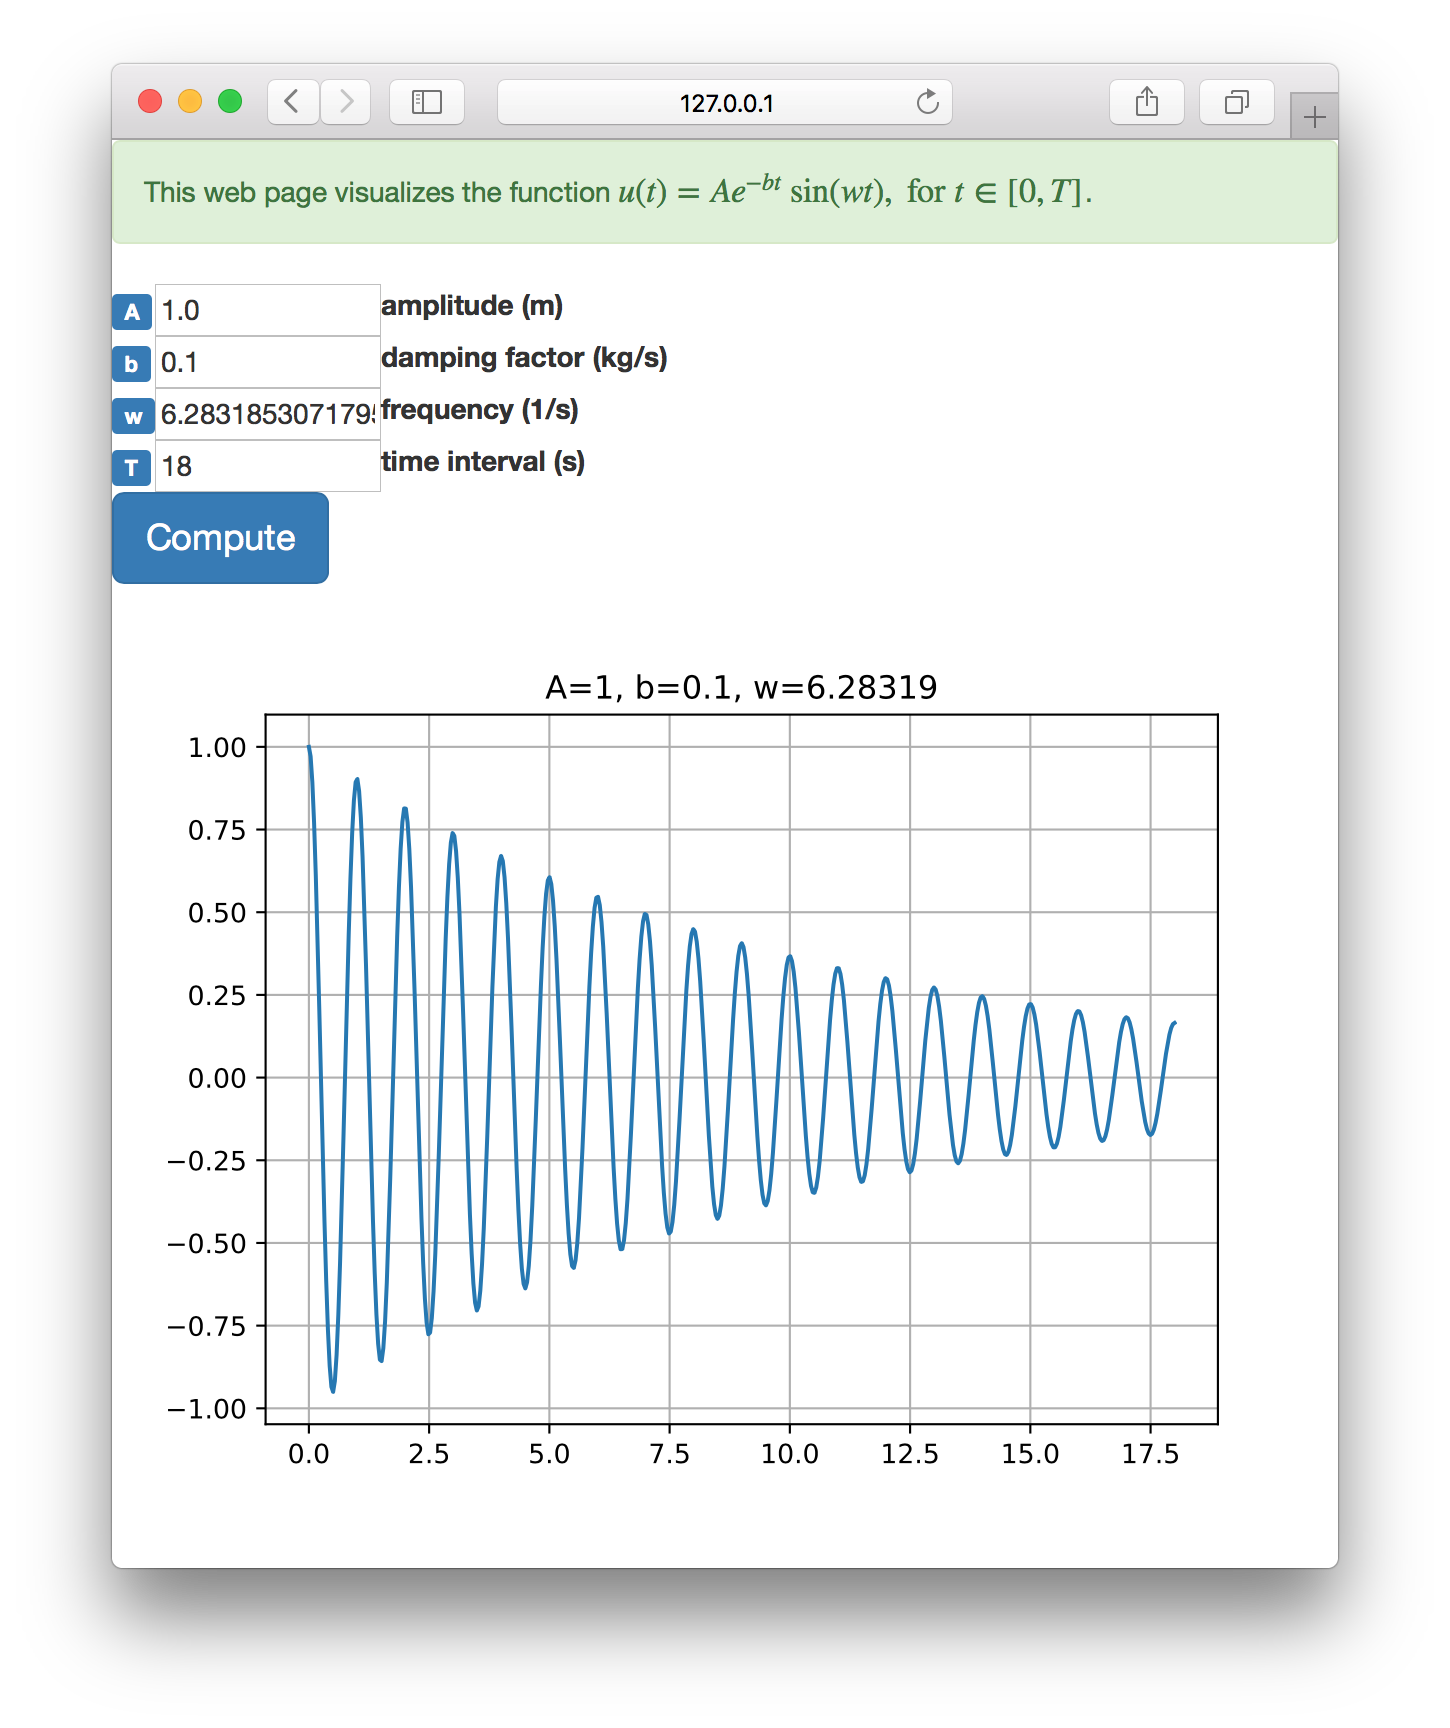 127.0.0.1
This web page visualizes the function u(t) = Ae^{−bt} sin(wt), for t ∈ [0, T].
A 1.0 amplitude (m)
b 0.1 damping factor (kg/s)
w 6.283185307179 frequency (1/s)
T 18 time interval (s)
Compute
A=1, b=0.1, w=6.28319
1.00
0.75
0.50
0.25
0.00
−0.25
−0.50
−0.75
−1.00
0.0 2.5 5.0 7.5 10.0 12.5 15.0 17.5